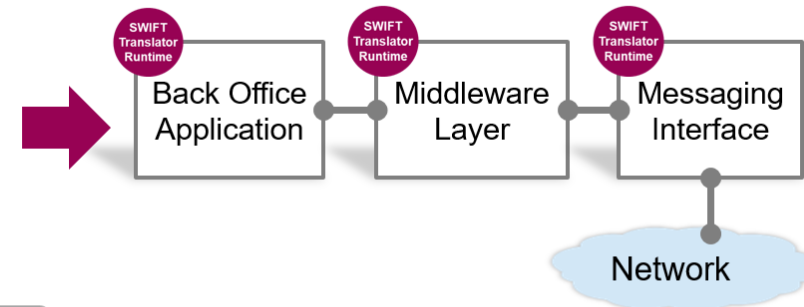 SWIFT
Translator
Runtime
Back Office
Application
SWIFT
Translator
Runtime
Middleware
Layer
SWIFT
Translator
Runtime
Messaging
Interface
Network